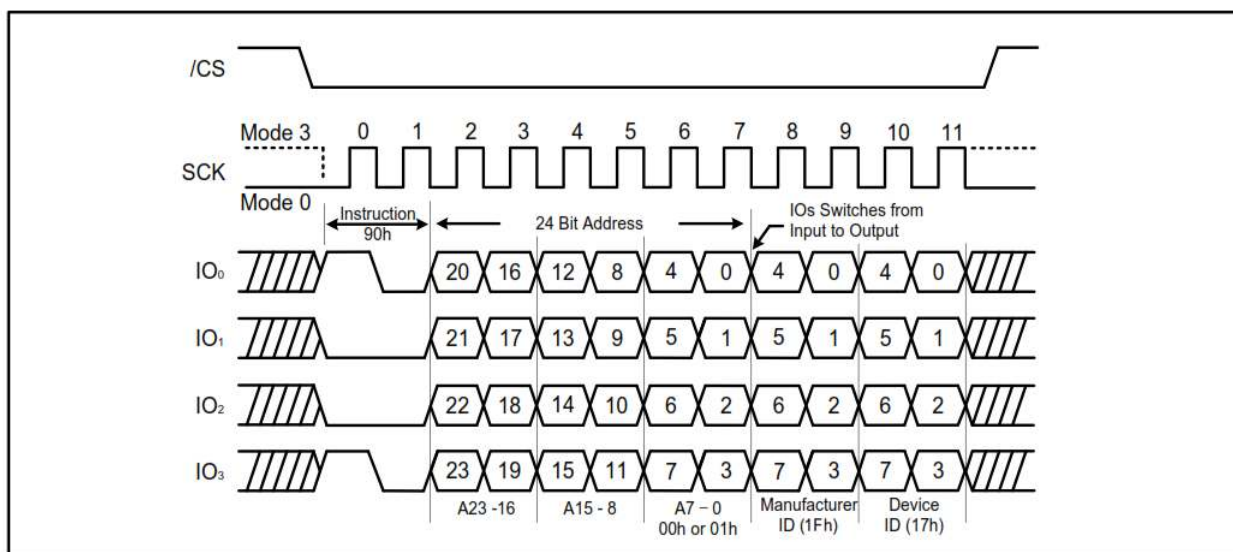 /CS
Mode 3 0 1 2 3 4 5 6 7 8 9 10 11
SCK
Mode 0
Instruction
90h
24 Bit Address
IOs Switches from
Input to Output
IO₀ 20 16 12 8 4 0 4 0 4 0
IO₁ 21 17 13 9 5 1 5 1 5 1
IO₂ 22 18 14 10 6 2 6 2 6 2
IO₃ 23 19 15 11 7 3 7 3 7 3
A23 -16 A15 - 8 A7 – 0
00h or 01h
Manufacturer
ID (1Fh)
Device
ID (17h)